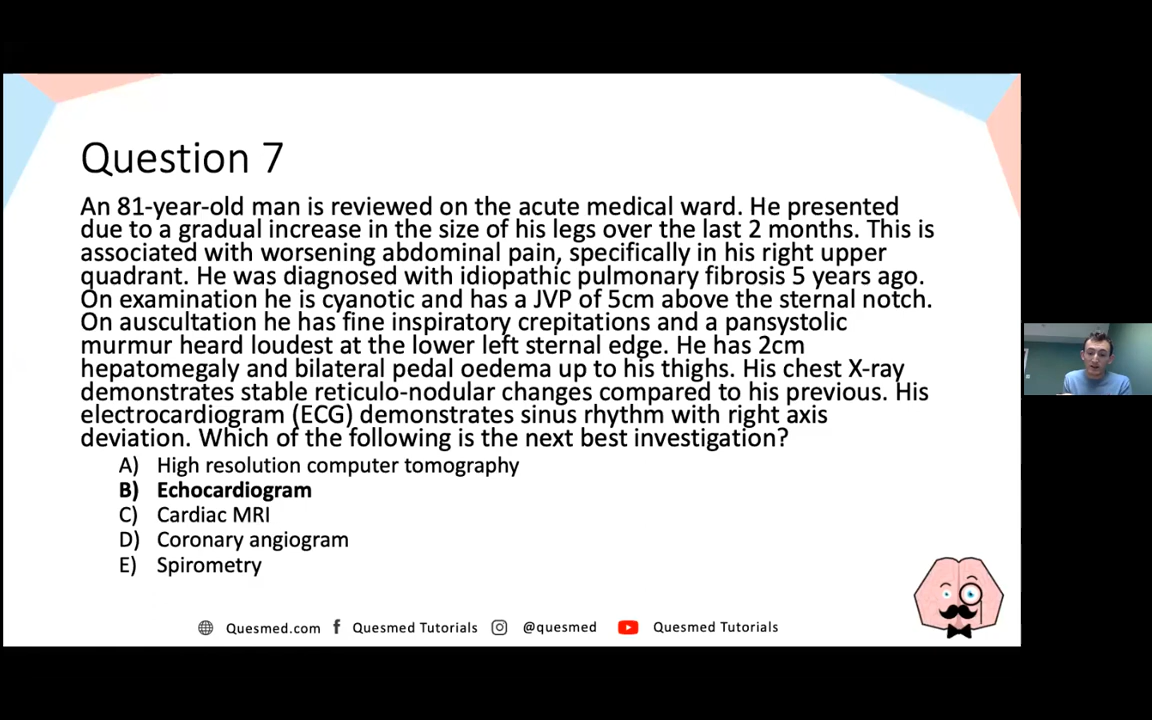 Question 7
An 81-year-old man is reviewed on the acute medical ward. He presented
due to a gradual increase in the size of his legs over the last 2 months. This is
associated with worsening abdominal pain, specifically in his right upper
quadrant. He was diagnosed with idiopathic pulmonary fibrosis 5 years ago.
On examination he is cyanotic and has a JVP of 5cm above the sternal notch.
On auscultation he has fine inspiratory crepitations and a pansystolic
murmur heard loudest at the lower left sternal edge. He has 2cm
hepatomegaly and bilateral pedal oedema up to his thighs. His chest X-ray
demonstrates stable reticulo-nodular changes compared to his previous. His
electrocardiogram (ECG) demonstrates sinus rhythm with right axis
deviation. Which of the following is the next best investigation?
A) High resolution computer tomography
B) Echocardiogram
C) Cardiac MRI
D) Coronary angiogram
E) Spirometry
Quesmed.com f Quesmed Tutorials @quesmed Quesmed Tutorials